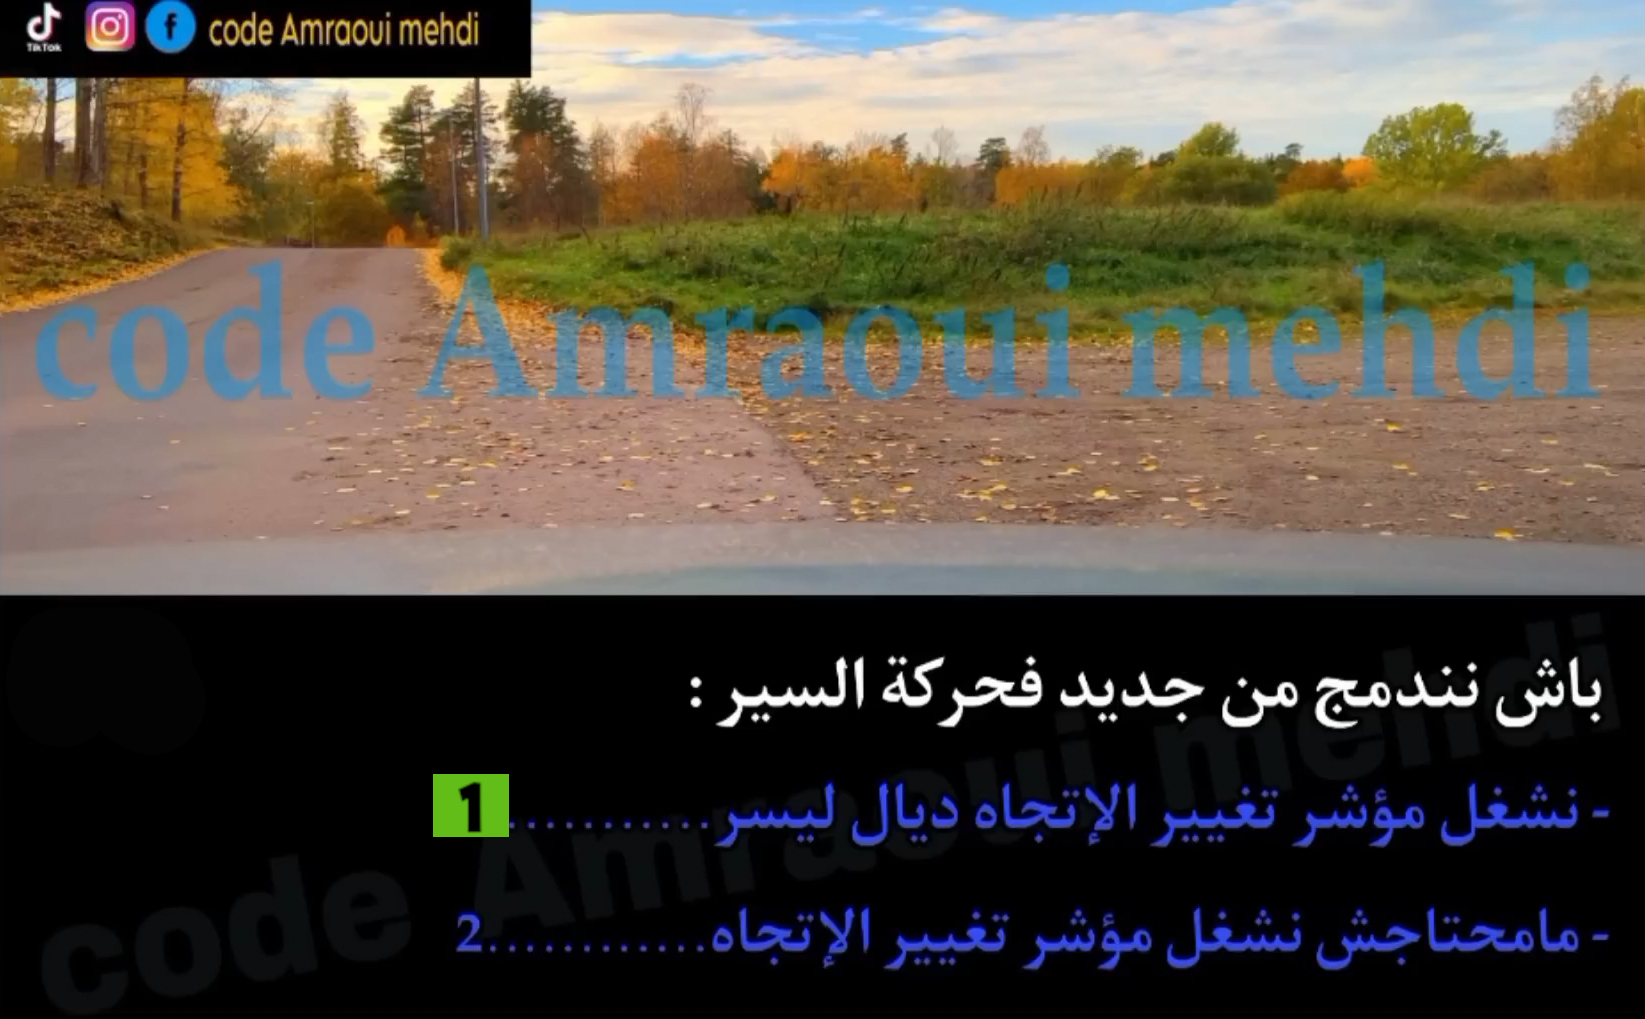 TikTok
code Amraoui mehdi
code Amraoui mehdi
باش نندمج من جديد فحركة السير :
- نشغل مؤشر تغيير الإتجاه ديال ليسر...........1
- مامحتاجش نشغل مؤشر تغيير الإتجاه............2
code Amraoui mehdi